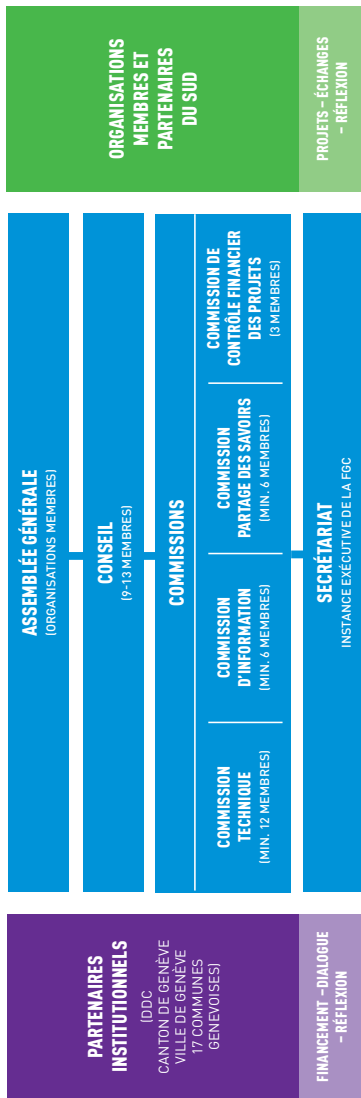 PARTENAIRES
INSTITUTIONNELS
(DDC
CANTON DE GENÈVE
VILLE DE GENÈVE
17 COMMUNES
GENEVOISES)
FINANCEMENT – DIALOGUE
– RÉFLEXION
ASSEMBLÉE GÉNÉRALE
(ORGANISATIONS MEMBRES)
CONSEIL
(9-13 MEMBRES)
COMMISSIONS
COMMISSION
TECHNIQUE
(MIN. 12 MEMBRES)
COMMISSION
D'INFORMATION
(MIN. 6 MEMBRES)
COMMISSION
PARTAGE DES SAVOIRS
(MIN. 6 MEMBRES)
COMMISSION DE
CONTRÔLE FINANCIER
DES PROJETS
(3 MEMBRES)
SECRÉTARIAT
INSTANCE EXÉCUTIVE DE LA FGC
ORGANISATIONS
MEMBRES ET
PARTENAIRES
DU SUD
PROJETS – ÉCHANGES
– RÉFLEXION